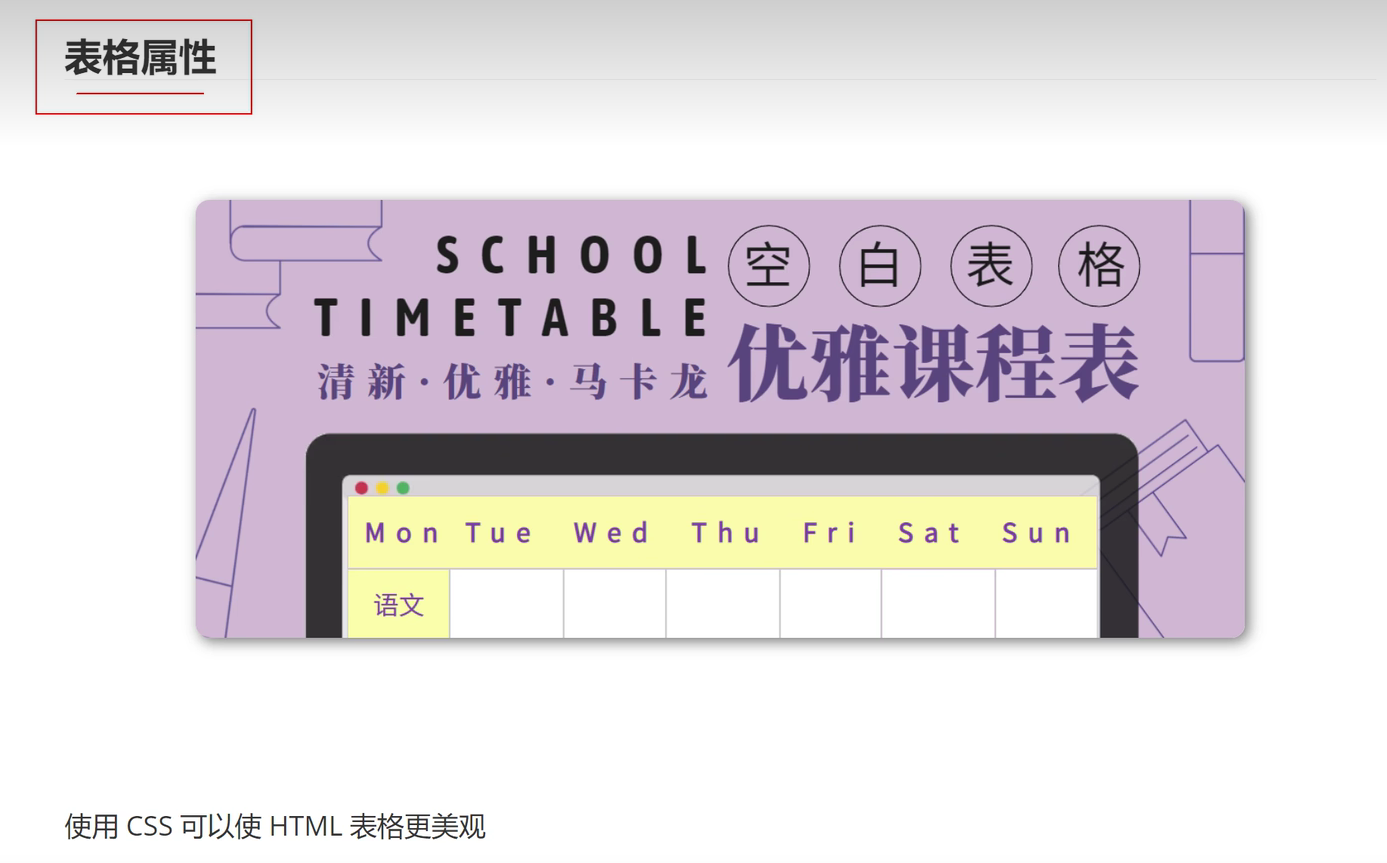 表格属性
SCHOOL
TIMETABLE
清新·优雅·马卡龙
空白表格
优雅课程表
Mon Tue Wed Thu Fri Sat Sun
语文
使用 CSS 可以使 HTML 表格更美观